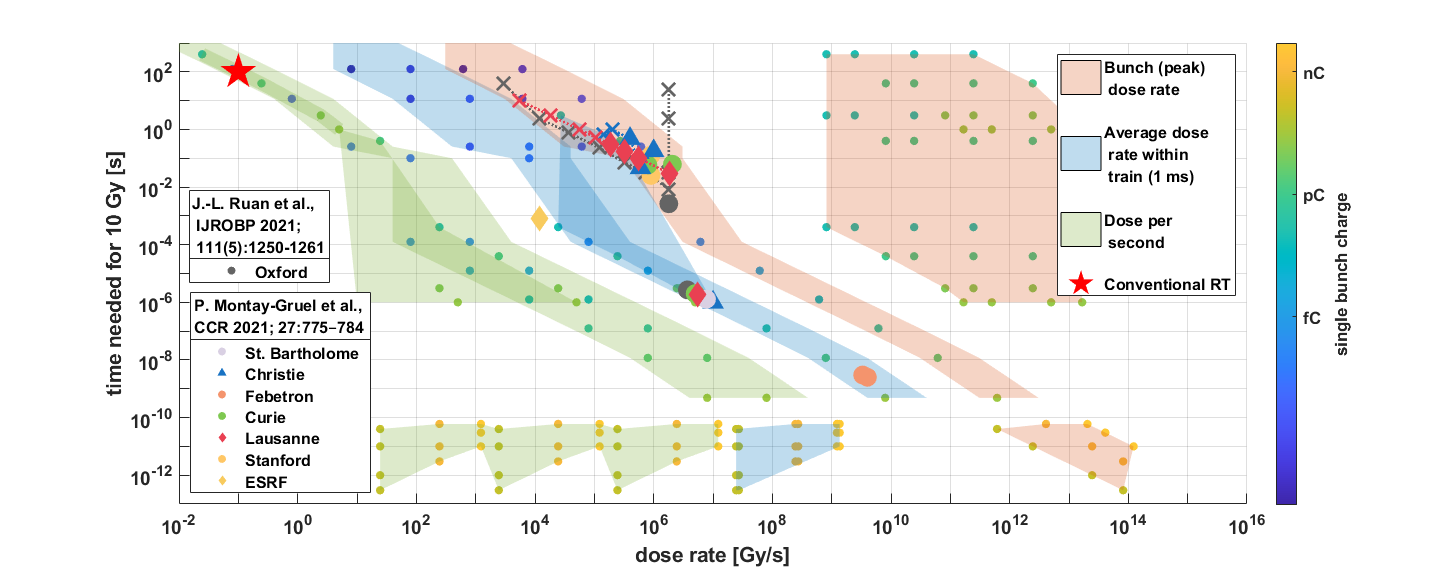 time needed for 10 Gy [s]
10^2
10^0
10^-2
10^-4
10^-6
10^-8
10^-10
10^-12
J.-L. Ruan et al.,
IJROBP 2021;
111(5):1250-1261
Oxford
P. Montay-Gruel et al.,
CCR 2021; 27:775–784
St. Bartholome
Christie
Febetron
Curie
Lausanne
Stanford
ESRF
Bunch (peak)
dose rate
Average dose
rate within
train (1 ms)
Dose per
second
Conventional RT
nC
pC
fC
single bunch charge
10^-2 10^0 10^2 10^4 10^6 10^8 10^10 10^12 10^14 10^16
dose rate [Gy/s]